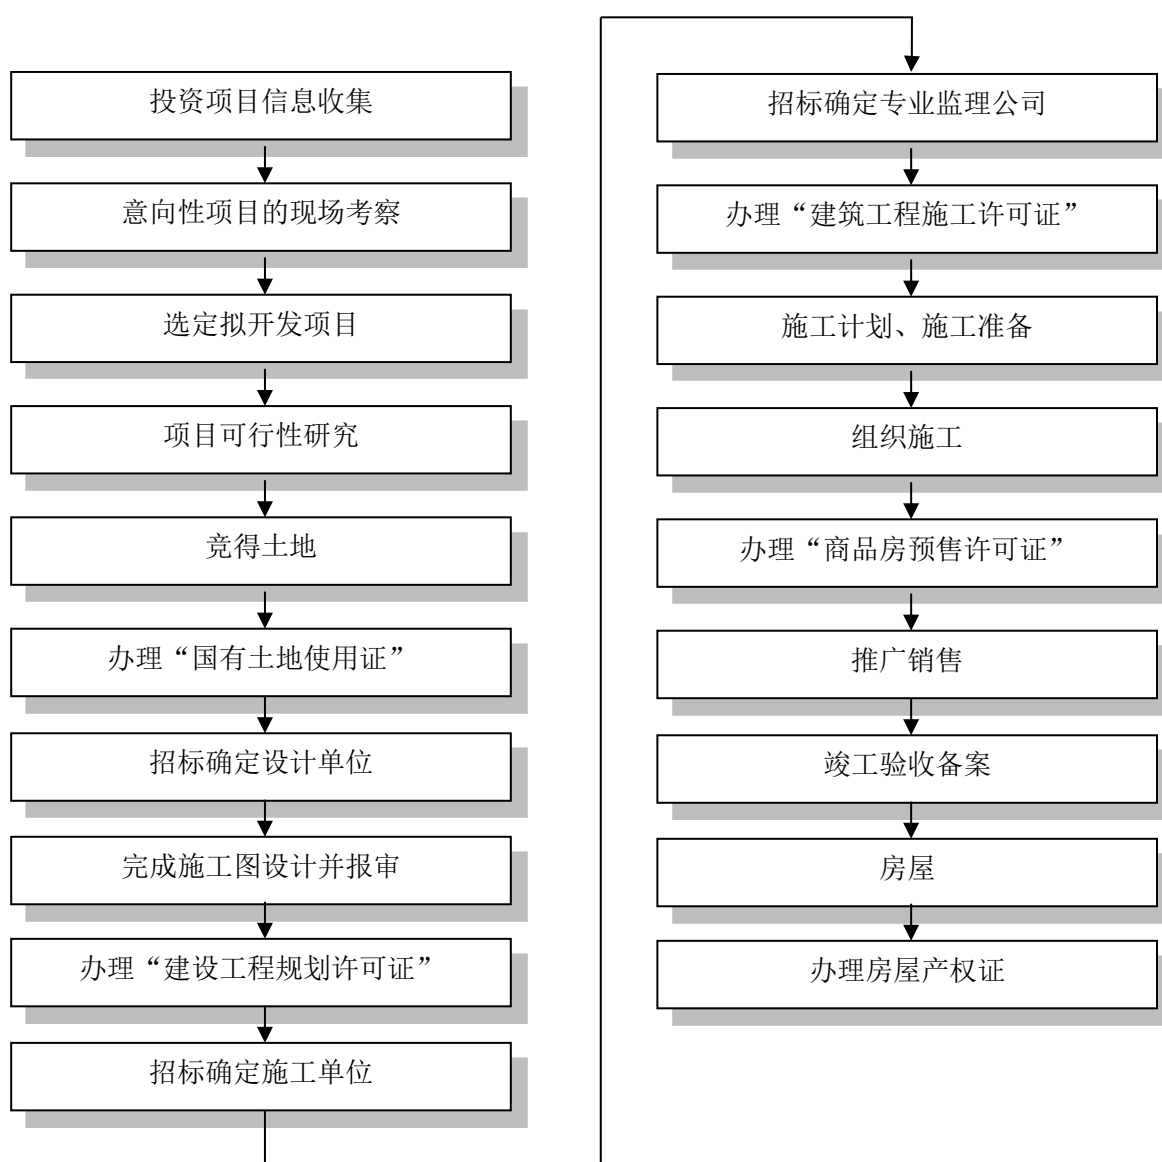 投资项目信息收集
意向性项目的现场考察
选定拟开发项目
项目可行性研究
竞得土地
办理“国有土地使用证”
招标确定设计单位
完成施工图设计并报审
办理“建设工程规划许可证”
招标确定施工单位
招标确定专业监理公司
办理“建筑工程施工许可证”
施工计划、施工准备
组织施工
办理“商品房预售许可证”
推广销售
竣工验收备案
房屋
办理房屋产权证